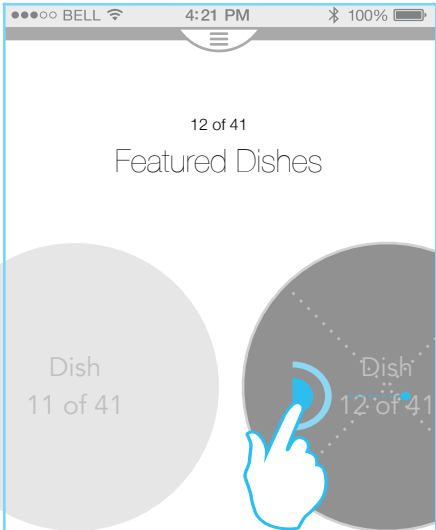 BELL 4:21 PM 100%
12 of 41
Featured Dishes
Dish
11 of 41
Dish
12 of 41